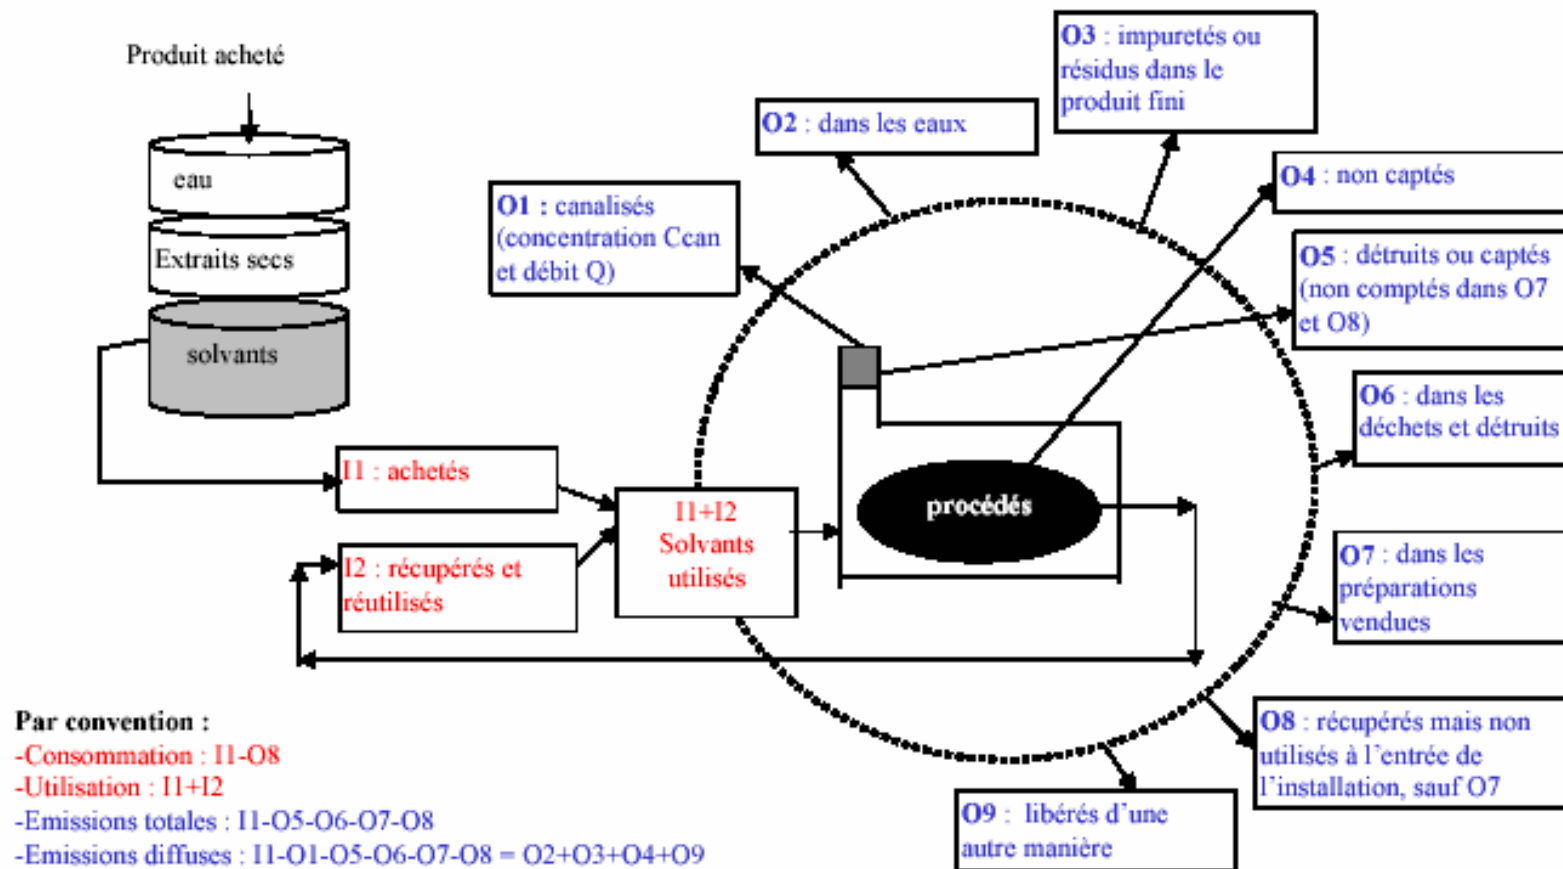 Produit acheté
eau
Extraits secs
solvants
O1 : canalisés
(concentration Ccan
et débit Q)
O2 : dans les eaux
O3 : impuretés ou
résidus dans le
produit fini
O4 : non captés
O5 : détruits ou captés
(non comptés dans O7
et O8)
O6 : dans les
déchets et détruits
I1 : achetés
I2 : récupérés et
réutilisés
I1+I2
Solvants
utilisés
procédés
O7 : dans les
préparations
vendues
O8 : récupérés mais non
utilisés à l'entrée de
l'installation, sauf O7
O9 : libérés d'une
autre manière
Par convention :
-Consommation : I1-O8
-Utilisation : I1+I2
-Emissions totales : I1-O5-O6-O7-O8
-Emissions diffuses : I1-O1-O5-O6-O7-O8 = O2+O3+O4+O9